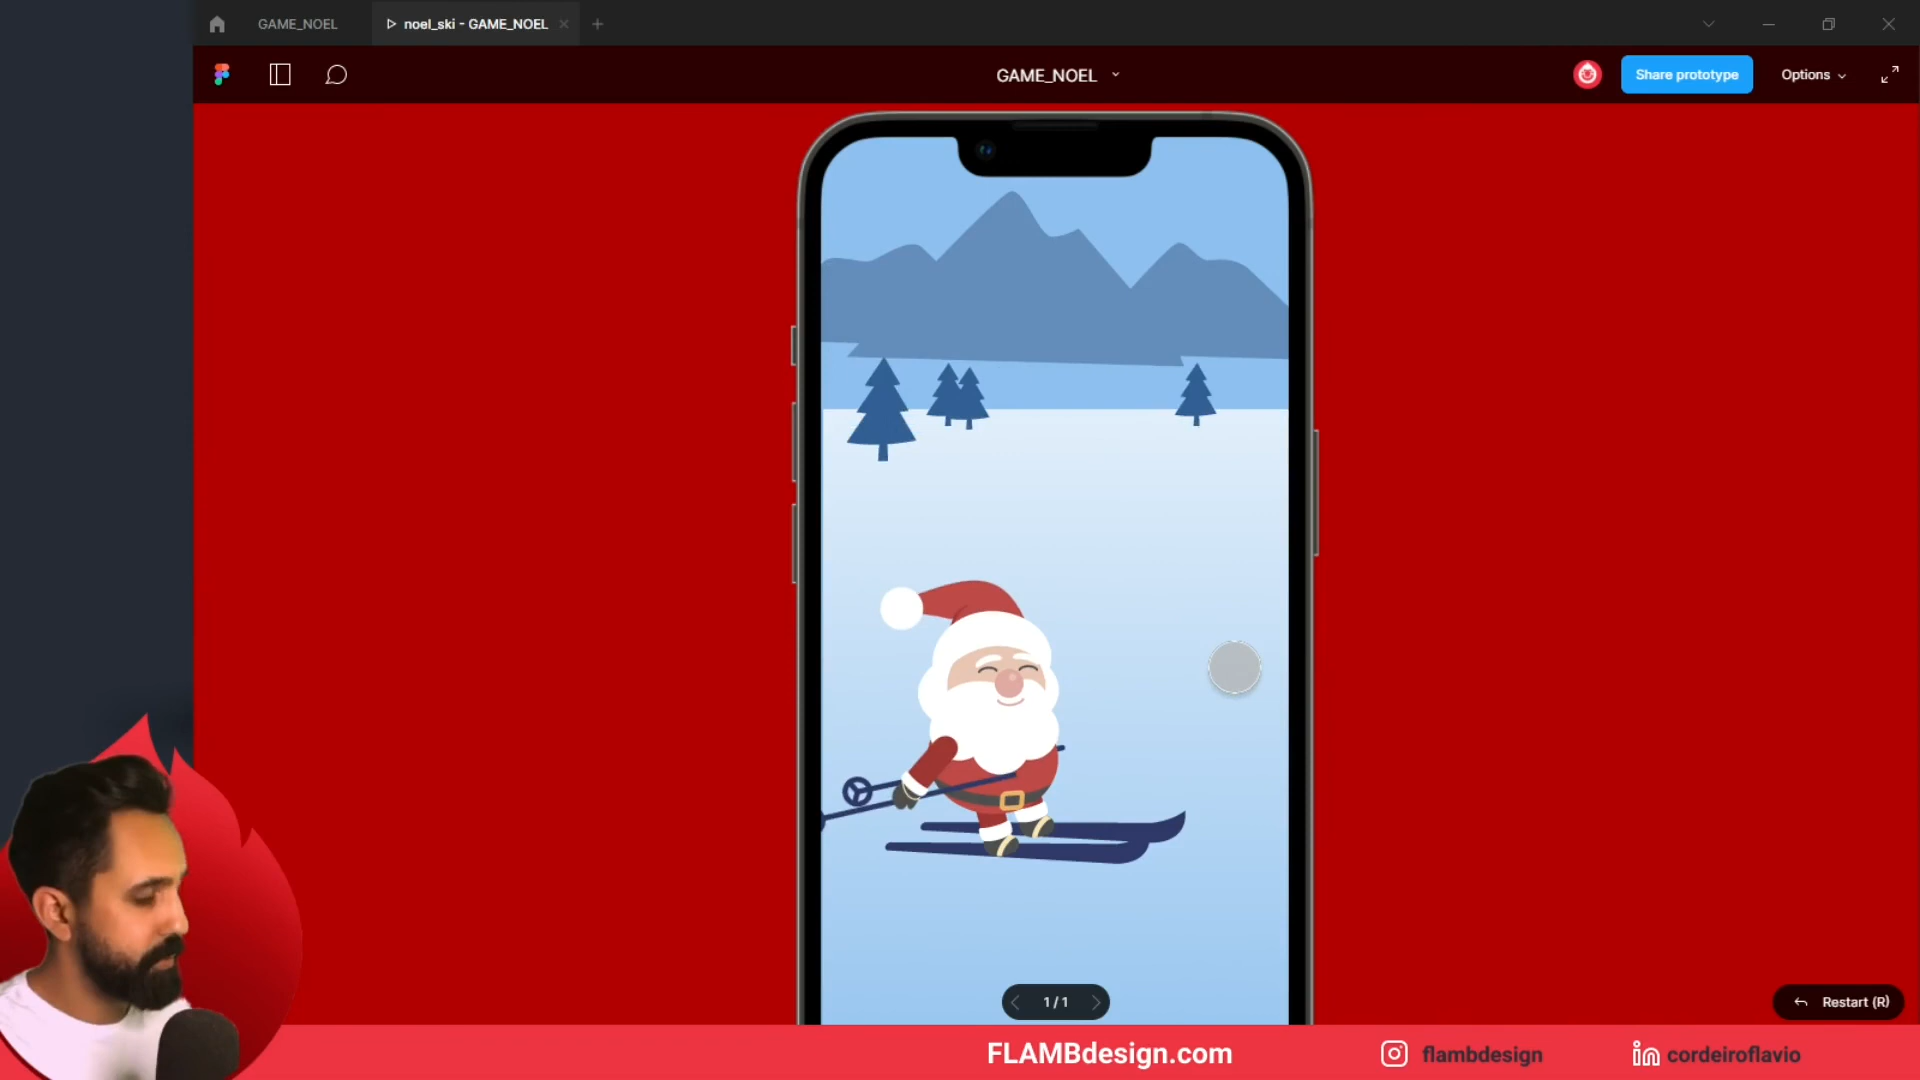 GAME_NOEL
noel_ski - GAME_NOEL
GAME_NOEL
Share prototype
Options
1 / 1
Restart (R)
FLAMBdesign.com
flambdesign
cordeiroflavio